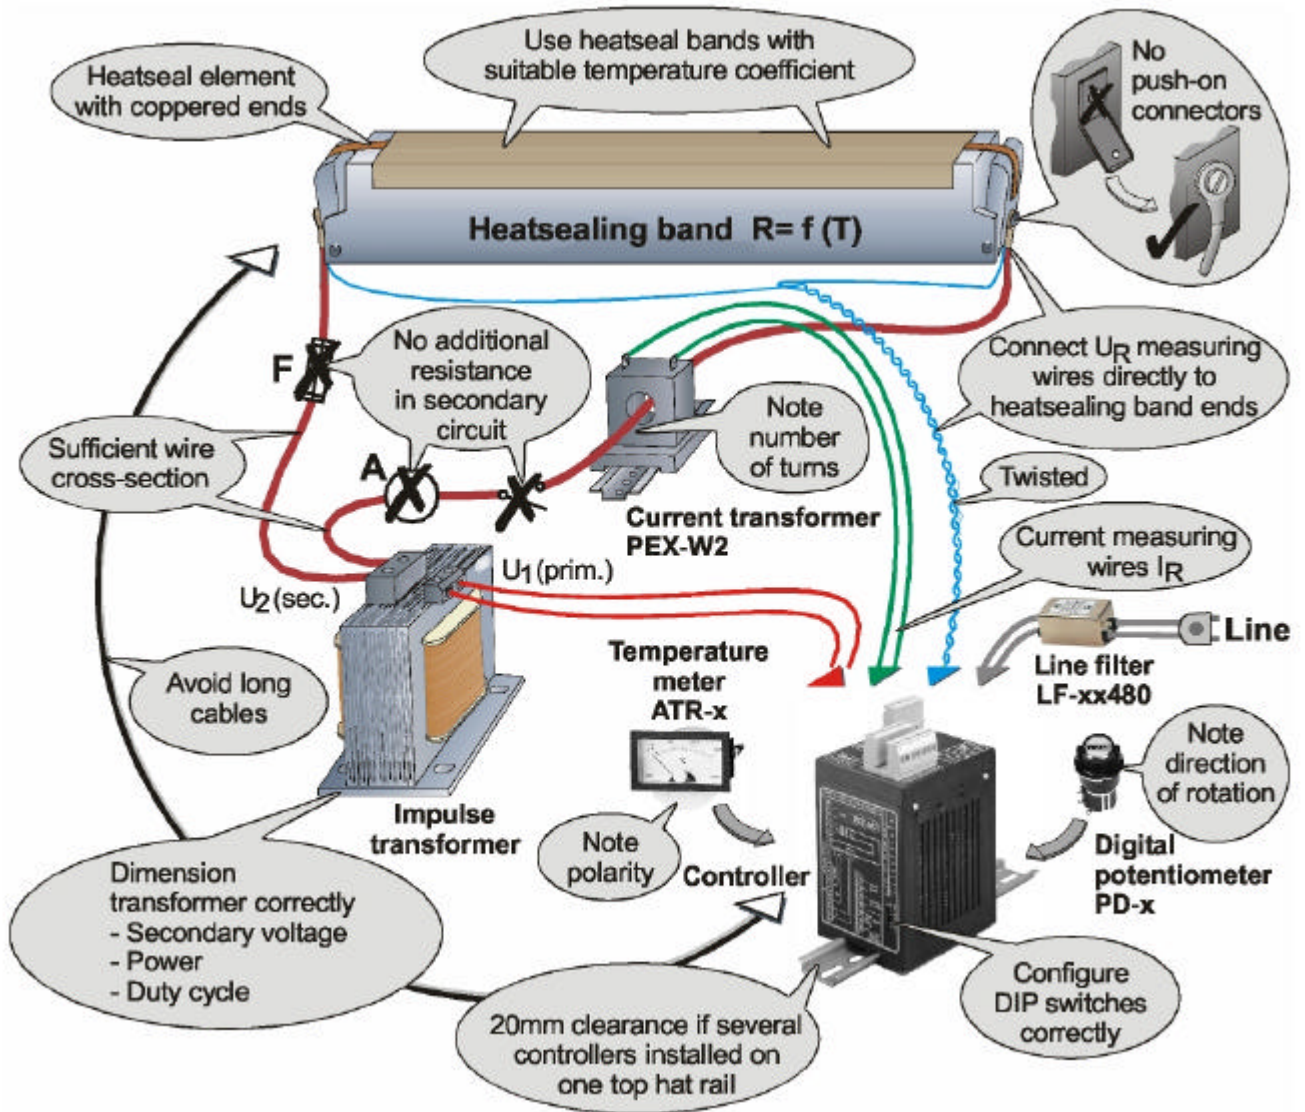 Use heatseal bands with
suitable temperature coefficient
Heatseal element
with coppered ends
No
push-on
connectors
Heatsealing band R= f (T)
F
No additional
resistance
in secondary
circuit
Connect UR measuring
wires directly to
heatsealing band ends
Note
number
of turns
Sufficient wire
cross-section
A
Twisted
Current transformer
PEX-W2
Current measuring
wires IR
U1 (prim.)
U2 (sec.)
Line
Line filter
LF-xx480
Temperature
meter
ATR-x
Avoid long
cables
Note
direction
of rotation
Impulse
transformer
Note
polarity
Controller
Digital
potentiometer
PD-x
Dimension
transformer correctly
- Secondary voltage
- Power
- Duty cycle
Configure
DIP switches
correctly
20mm clearance if several
controllers installed on
one top hat rail